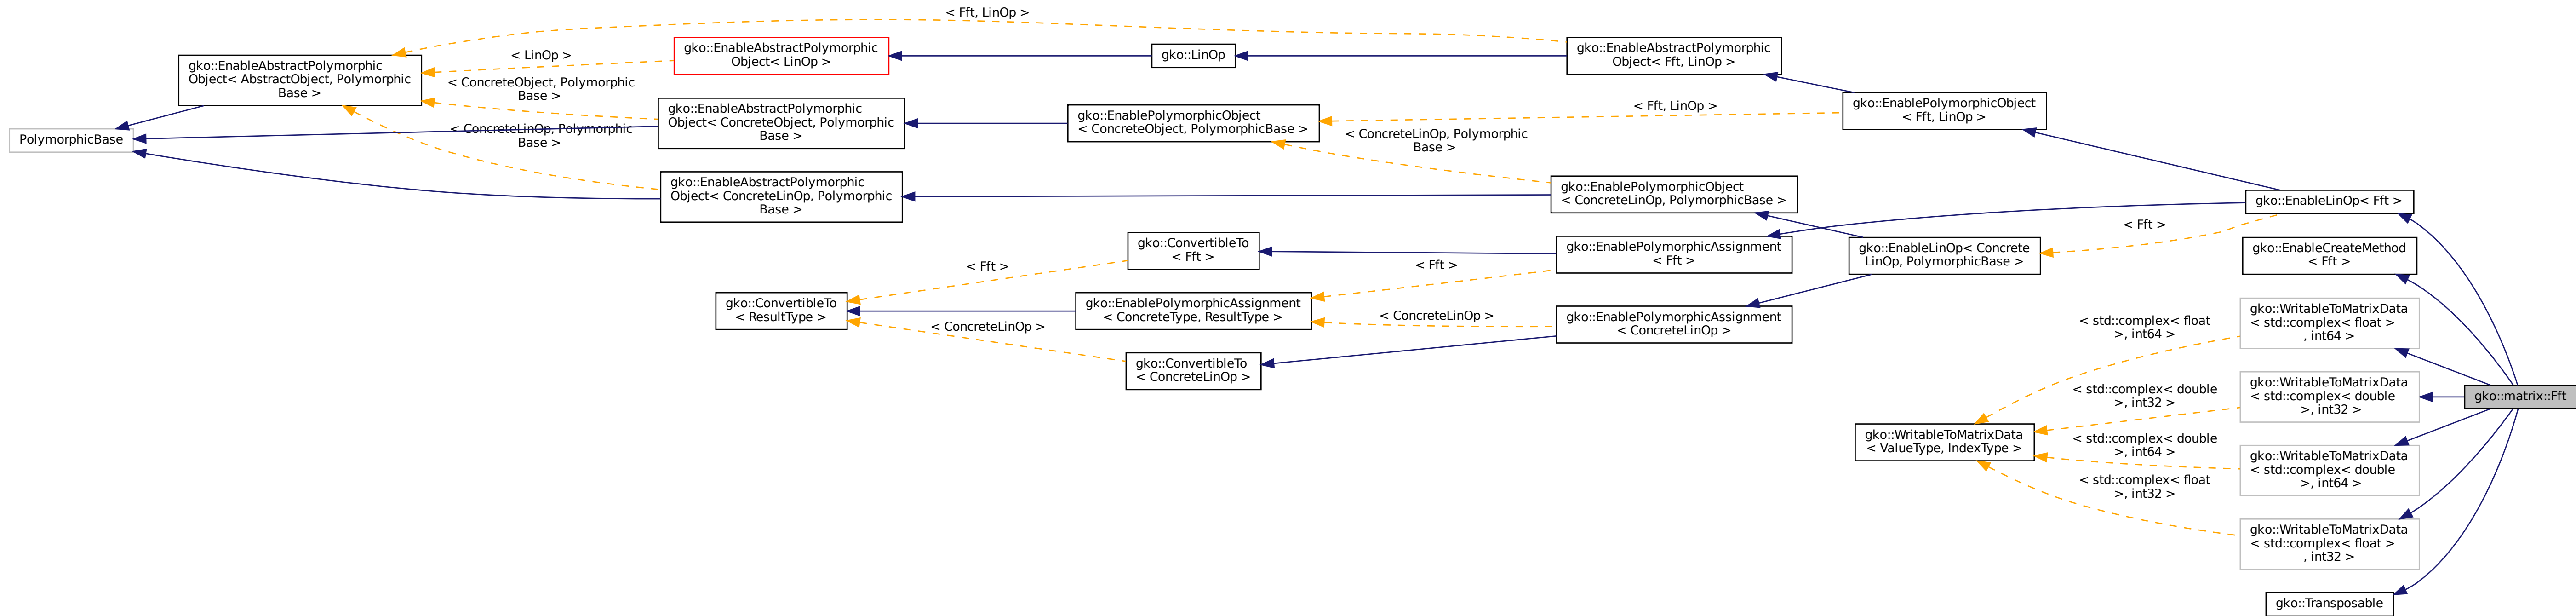 < Fft, LinOp >
gko::EnableAbstractPolymorphic
Object< AbstractObject, Polymorphic
Base >
< LinOp >
gko::EnableAbstractPolymorphic
Object< LinOp >
gko::LinOp
gko::EnableAbstractPolymorphic
Object< Fft, LinOp >
< ConcreteObject, Polymorphic
Base >
gko::EnableAbstractPolymorphic
Object< ConcreteObject, Polymorphic
Base >
gko::EnablePolymorphicObject
< ConcreteObject, PolymorphicBase >
< Fft, LinOp >
gko::EnablePolymorphicObject
< Fft, LinOp >
PolymorphicBase
< ConcreteLinOp, Polymorphic
Base >
< ConcreteLinOp, Polymorphic
Base >
gko::EnableAbstractPolymorphic
Object< ConcreteLinOp, Polymorphic
Base >
gko::EnablePolymorphicObject
< ConcreteLinOp, PolymorphicBase >
gko::EnableLinOp< Fft >
< Fft >
gko::ConvertibleTo
< Fft >
gko::EnablePolymorphicAssignment
< Fft >
gko::EnableLinOp< Concrete
LinOp, PolymorphicBase >
gko::EnableCreateMethod
< Fft >
< Fft >
< Fft >
gko::ConvertibleTo
< ResultType >
gko::EnablePolymorphicAssignment
< ConcreteType, ResultType >
< ConcreteLinOp >
< ConcreteLinOp >
gko::EnablePolymorphicAssignment
< ConcreteLinOp >
gko::ConvertibleTo
< ConcreteLinOp >
< std::complex< float
>, int64 >
gko::WritableToMatrixData
< std::complex< float >
, int64 >
< std::complex< double
>, int32 >
gko::WritableToMatrixData
< std::complex< double
>, int32 >
gko::matrix::Fft
gko::WritableToMatrixData
< ValueType, IndexType >
< std::complex< double
>, int64 >
gko::WritableToMatrixData
< std::complex< double
>, int64 >
< std::complex< float
>, int32 >
gko::WritableToMatrixData
< std::complex< float >
, int32 >
gko::Transposable